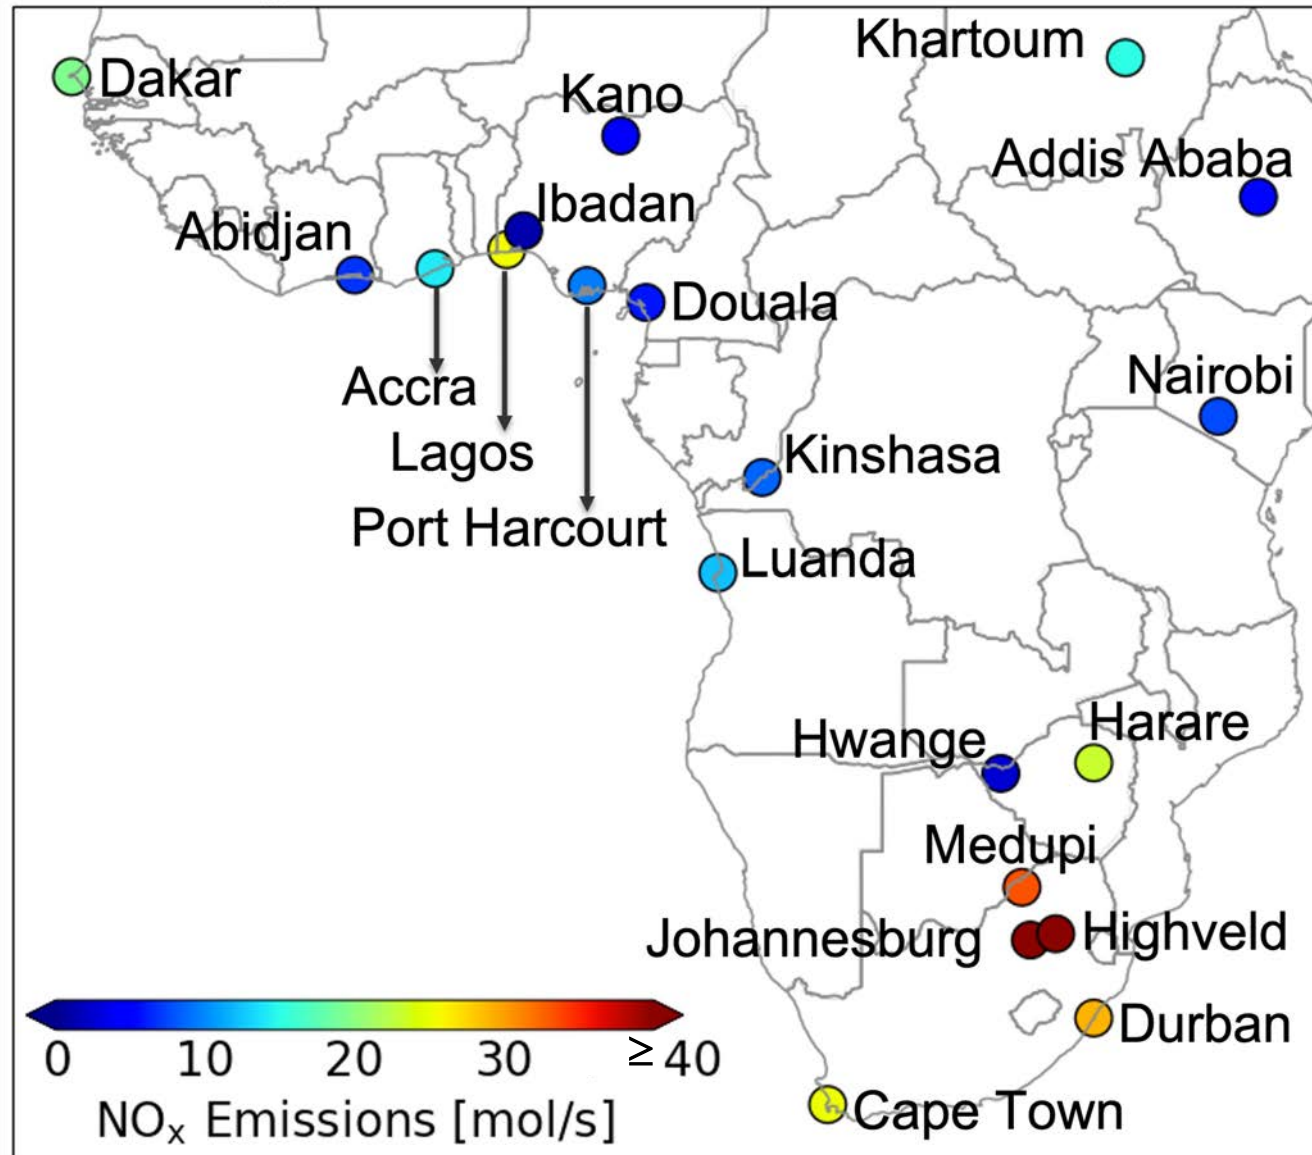 Khartoum
Dakar
Kano
Addis Ababa
Ibadan
Abidjan
Douala
Accra
Nairobi
Lagos
Kinshasa
Port Harcourt
Luanda
Harare
Hwange
Medupi
Johannesburg
Highveld
Durban
0 10 20 30 ≥ 40
NOₓ Emissions [mol/s]
Cape Town